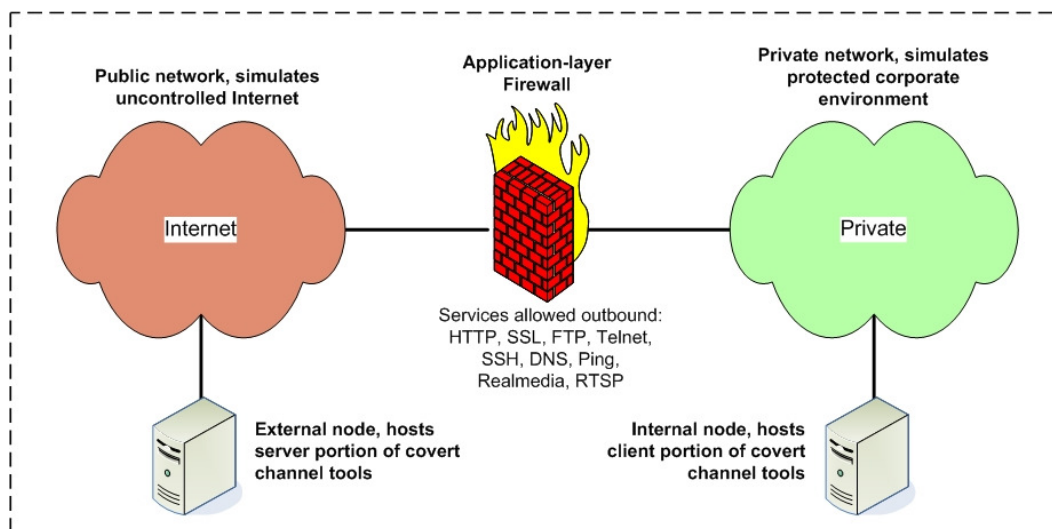 Public network, simulates
uncontrolled Internet
Application-layer
Firewall
Private network, simulates
protected corporate
environment
Internet
Private
Services allowed outbound:
HTTP, SSL, FTP, Telnet,
SSH, DNS, Ping,
Realmedia, RTSP
External node, hosts
server portion of covert
channel tools
Internal node, hosts
client portion of covert
channel tools